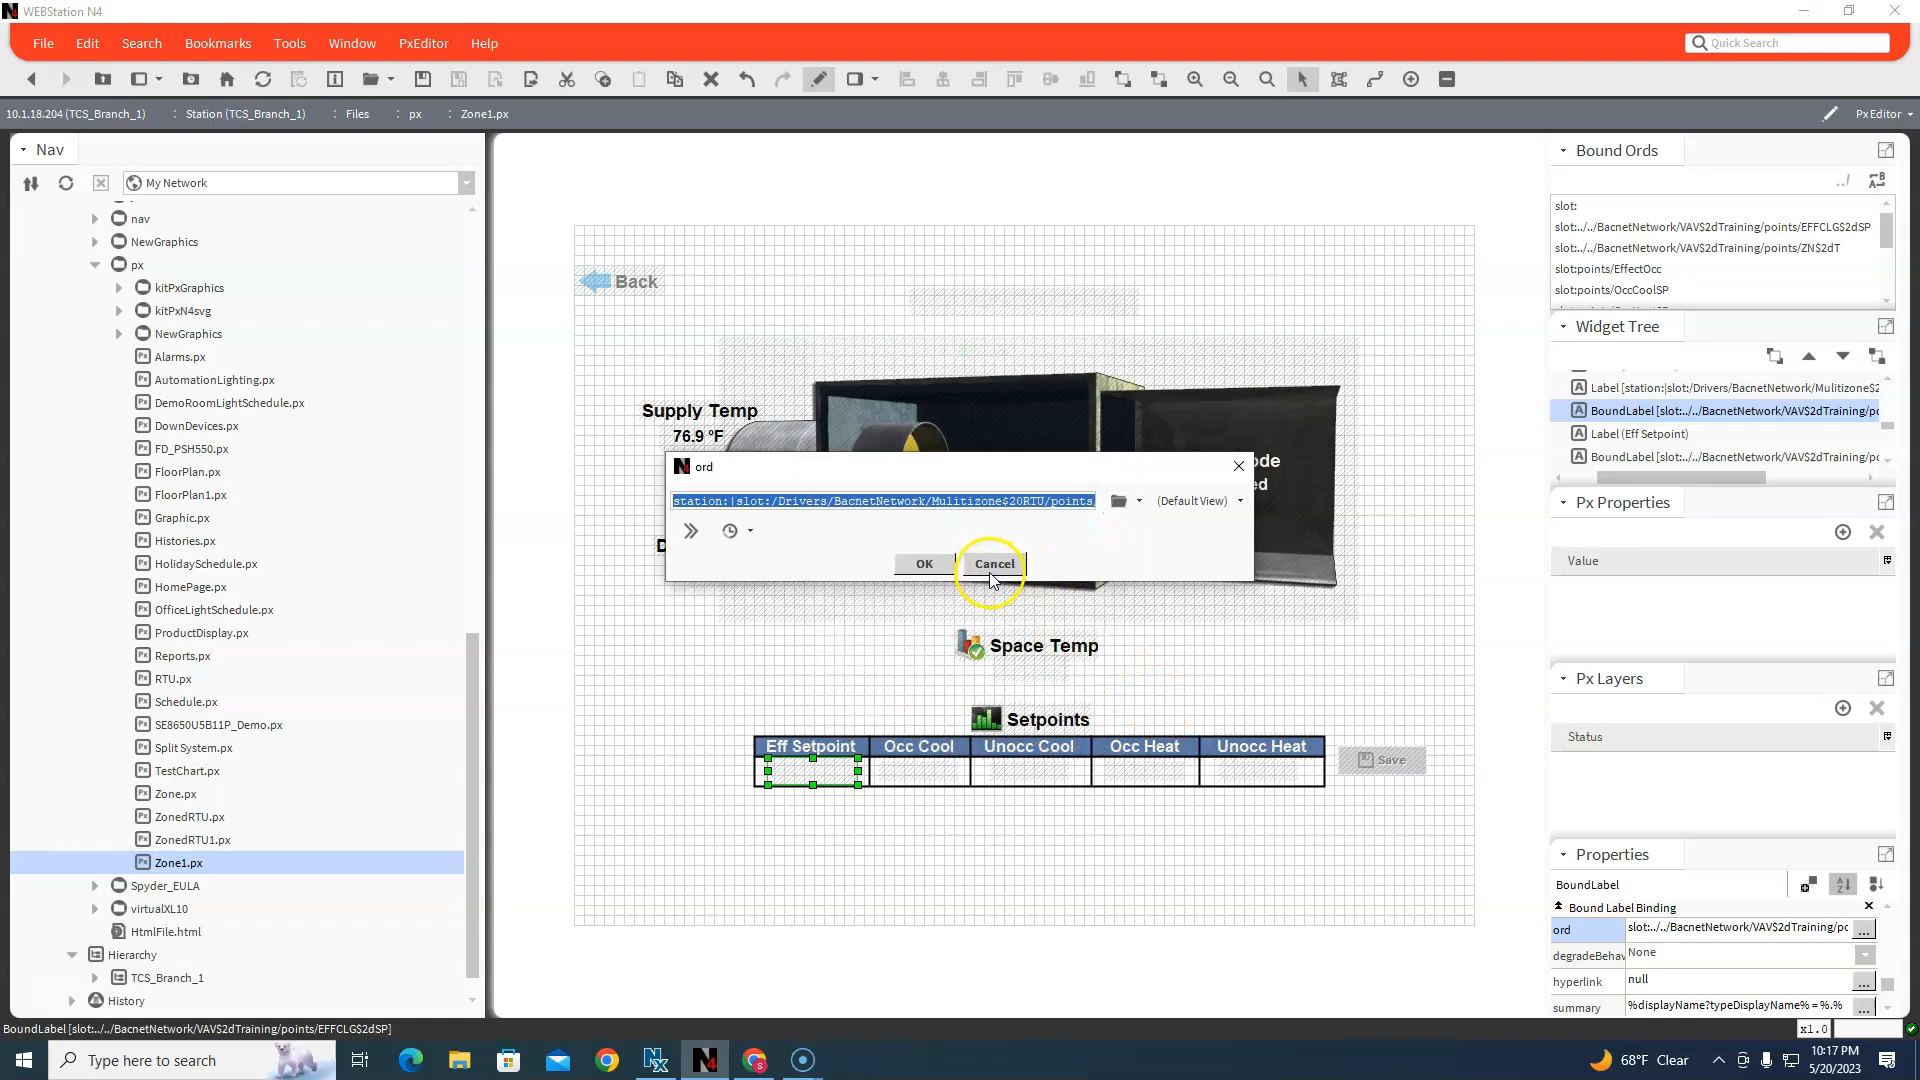 WEBStation N4
File Edit Search Bookmarks Tools Window PxEditor Help
Quick Search
10.1.18.204 (TCS_Branch_1) : Station (TCS_Branch_1) : Files : px : Zone1.px
PxEditor
Nav
My Network
nav
NewGraphics
px
kitPxGraphics
kitPxN4svg
NewGraphics
Alarms.px
AutomationLighting.px
DemoRoomLightSchedule.px
DownDevices.px
FD_PSH550.px
FloorPlan.px
FloorPlan1.px
Graphic.px
Histories.px
HolidaySchedule.px
HomePage.px
OfficeLightSchedule.px
ProductDisplay.px
Reports.px
RTU.px
Schedule.px
SE8650U5B11P_Demo.px
Split System.px
TestChart.px
Zone.px
ZonedRTU.px
ZonedRTU1.px
Zone1.px
Spyder_EULA
virtualXL10
HtmlFile.html
Hierarchy
TCS_Branch_1
History
Back
Supply Temp
76.9 °F
ode
ed
D
ord
station:|slot:/Drivers/BacnetNetwork/Mulitizone$20RTU/points
(Default View)
OK Cancel
Space Temp
Setpoints
Eff Setpoint Occ Cool Unocc Cool Occ Heat Unocc Heat
Save
Bound Ords
slot:
slot:../../BacnetNetwork/VAV$2dTraining/points/EFFCLG$2dSP
slot:../../BacnetNetwork/VAV$2dTraining/points/ZN$2dT
slot:points/EffectOcc
slot:points/OccCoolSP
Widget Tree
Label [station:|slot:/Drivers/BacnetNetwork/Mulitizone$2
BoundLabel [slot:../../BacnetNetwork/VAV$2dTraining/po
Label (Eff Setpoint)
BoundLabel [slot:../../BacnetNetwork/VAV$2dTraining/po
Px Properties
Value
Px Layers
Status
Properties
BoundLabel
Bound Label Binding
ord slot:../../BacnetNetwork/VAV$2dTraining/pc ...
degradeBehav None
hyperlink null ...
summary %displayName?typeDisplayName% = %.% ...
BoundLabel [slot:../../BacnetNetwork/VAV$2dTraining/points/EFFCLG$2dSP]
x1.0
Type here to search
68°F Clear
10:17 PM
5/20/2023